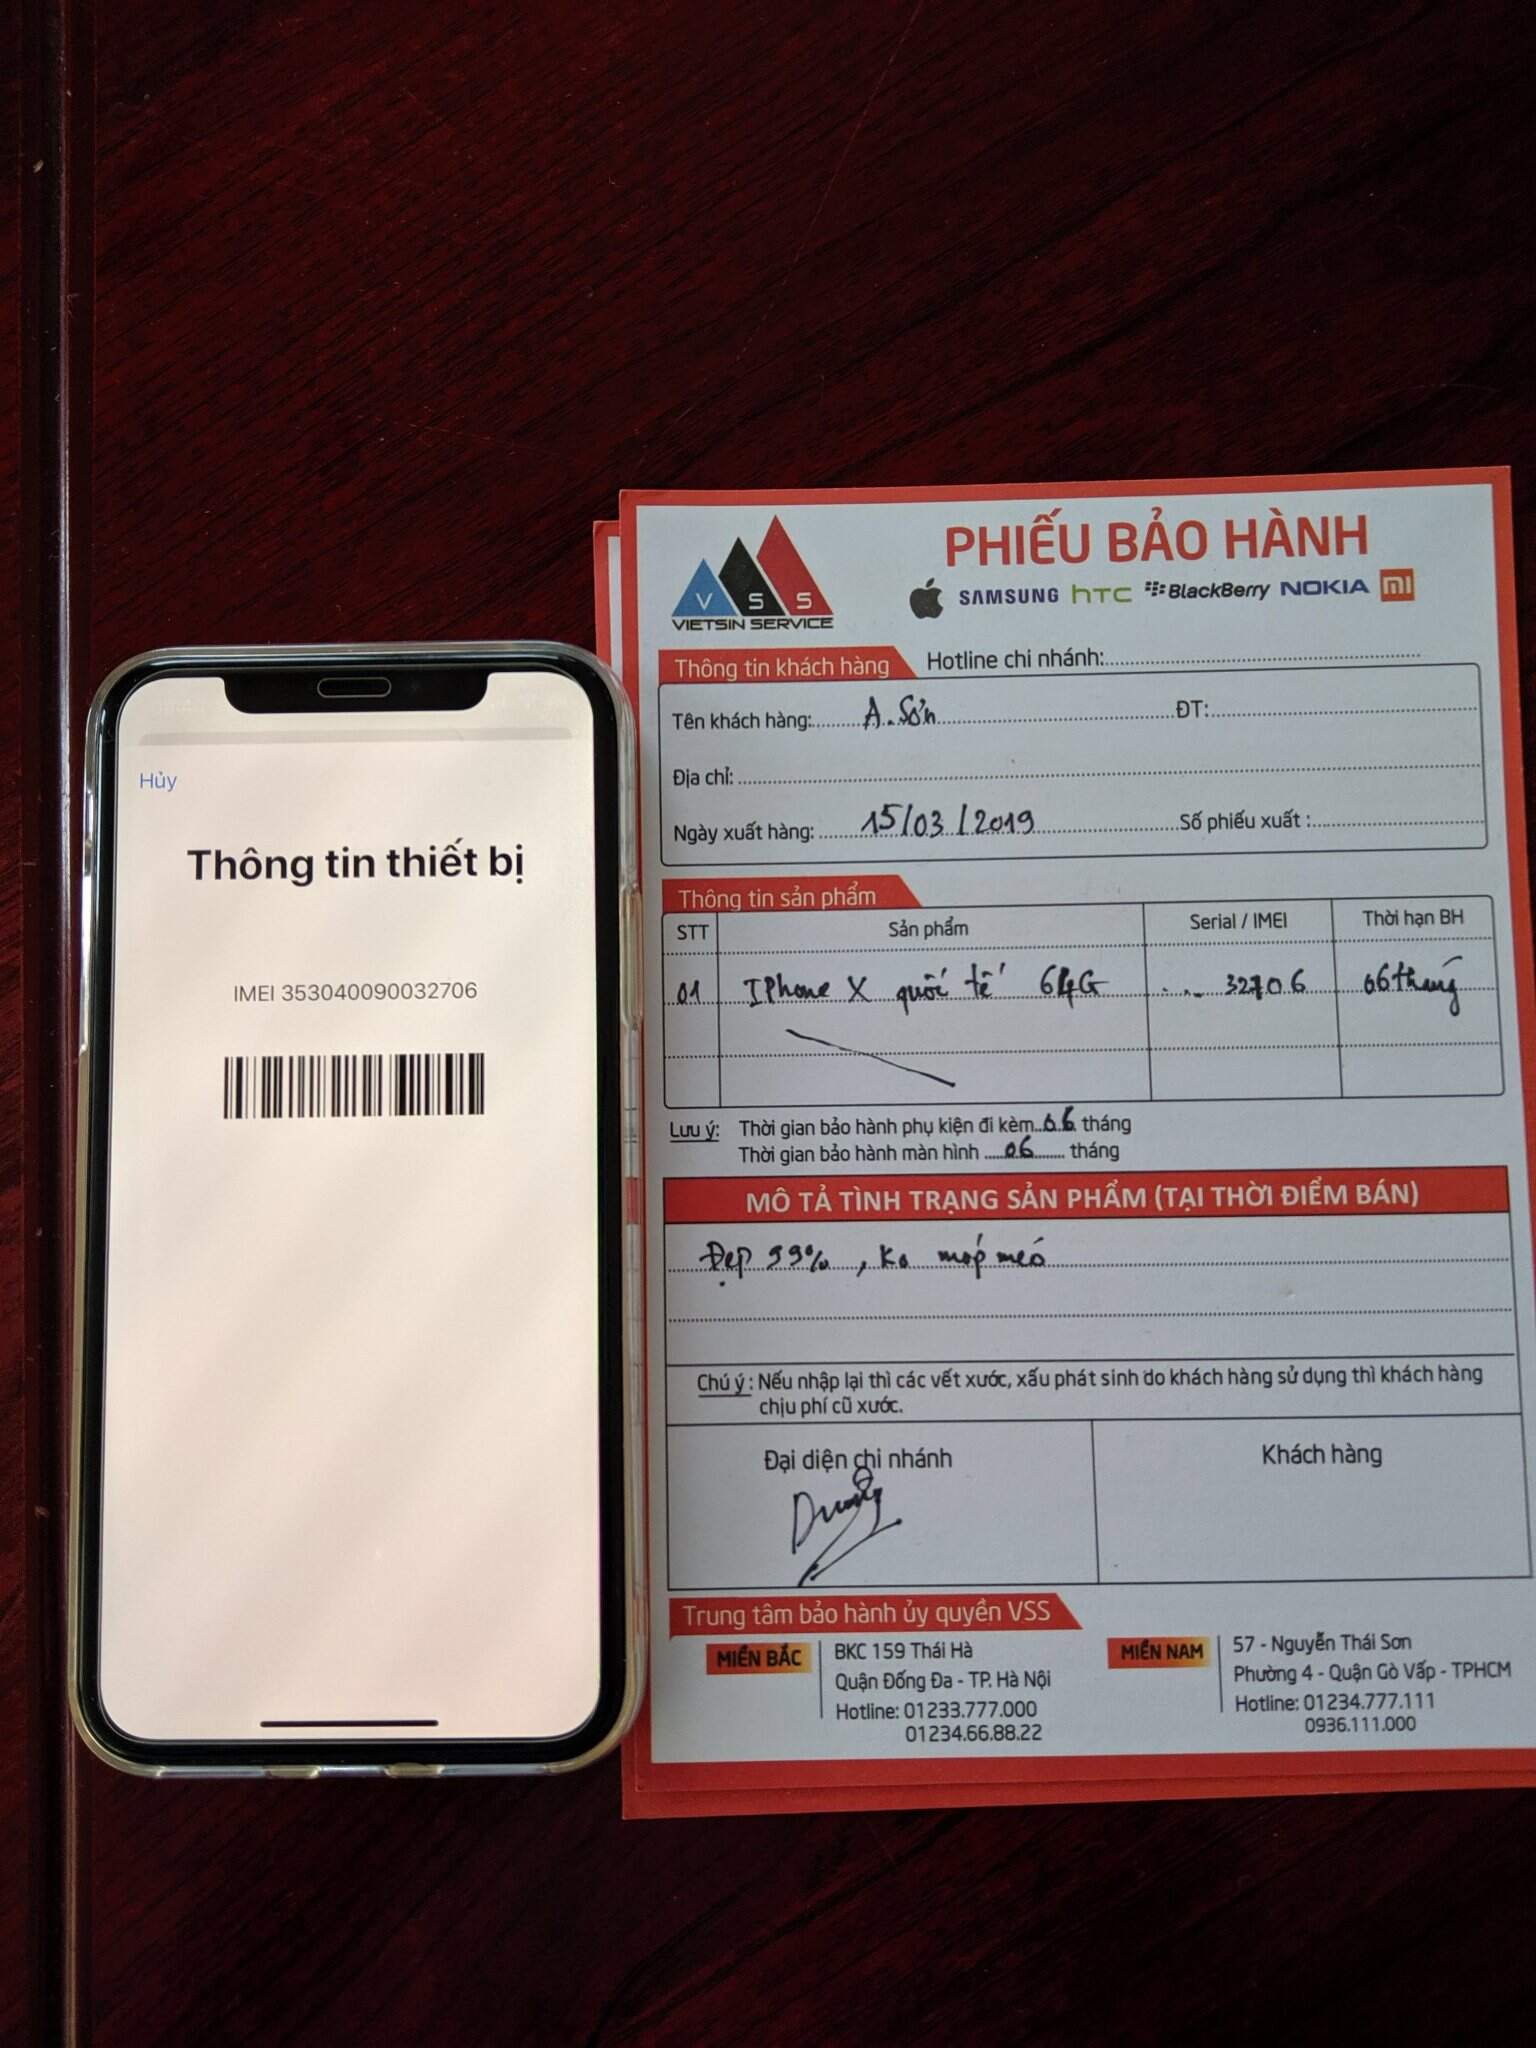 Hủy
Thông tin thiết bị
IMEI 353040090032706
V S S
VIETSIN SERVICE
PHIẾU BẢO HÀNH
SAMSUNG hTC BlackBerry NOKIA MI
Thông tin khách hàng
Hotline chi nhánh:
Tên khách hàng: A. Sơn ĐT:
Địa chỉ:
Ngày xuất hàng: 15/03/2019 Số phiếu xuất :
Thông tin sản phẩm
STT Sản phẩm Serial / IMEI Thời hạn BH
01 IPhone X quốc tế 64G ... 32706 06 tháng
Lưu ý: Thời gian bảo hành phụ kiện đi kèm 06 tháng
Thời gian bảo hành màn hình 06 tháng
MÔ TẢ TÌNH TRẠNG SẢN PHẨM (TẠI THỜI ĐIỂM BÁN)
Đẹp 99%, ko móp méo
Chú ý : Nếu nhập lại thì các vết xước, xấu phát sinh do khách hàng sử dụng thì khách hàng
chịu phí cũ xước.
Đại diện chi nhánh Khách hàng
Trung tâm bảo hành ủy quyền VSS
MIỀN BẮC
BKC 159 Thái Hà
Quận Đống Đa - TP. Hà Nội
Hotline: 01233.777.000
01234.66.88.22
MIỀN NAM
57 - Nguyễn Thái Sơn
Phường 4 - Quận Gò Vấp - TPHCM
Hotline: 01234.777.111
0936.111.000